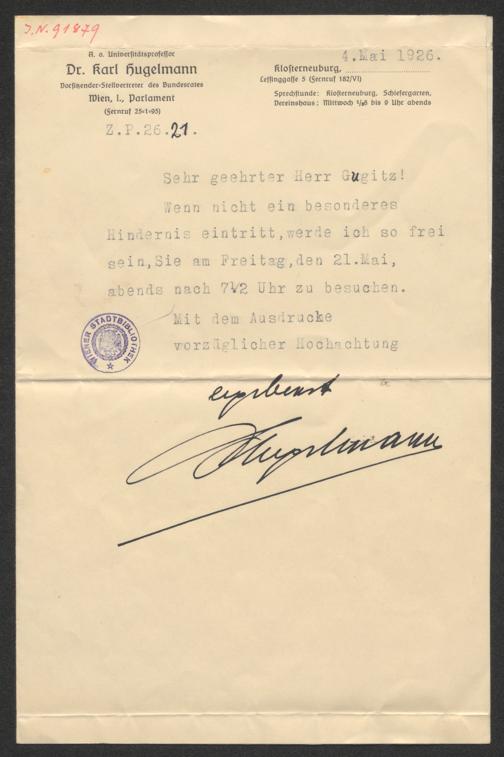 J.N. 91879
A. o. Universitätsprofessor
Dr. Karl Hugelmann
Vorsitzender-Stellvertreter des Bundesrates
Wien, I., Parlament
(Fernruf 25-1-95)
Z.P.26.21.
4.Mai 1926.
Klosterneuburg,
Lessinggasse 5 (Fernruf 182/VI)
Sprechstunde: Klosterneuburg, Schiefergarten,
Vereinshaus: Mittwoch ½8 bis 9 Uhr abends
Sehr geehrter Herr Gugitz!
Wenn nicht ein besonderes
Hindernis eintritt,werde ich so frei
sein,Sie am Freitag,den 21.Mai,
abends nach 7½ Uhr zu besuchen.
Mit dem Ausdrucke
vorzüglicher Hochachtung
WIENER STADTBIBLIOTHEK
ergebenst
Hugelmann